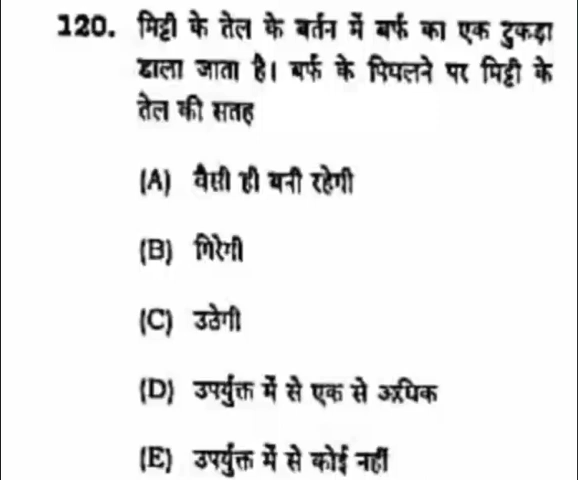 120. मिट्टी के तेल के बर्तन में बर्फ का एक टुकड़ा
डाला जाता है। बर्फ के पिघलने पर मिट्टी के
तेल की सतह
(A) वैसी ही बनी रहेगी
(B) गिरेगी
(C) उठेगी
(D) उपर्युक्त में से एक से अधिक
(E) उपर्युक्त में से कोई नहीं